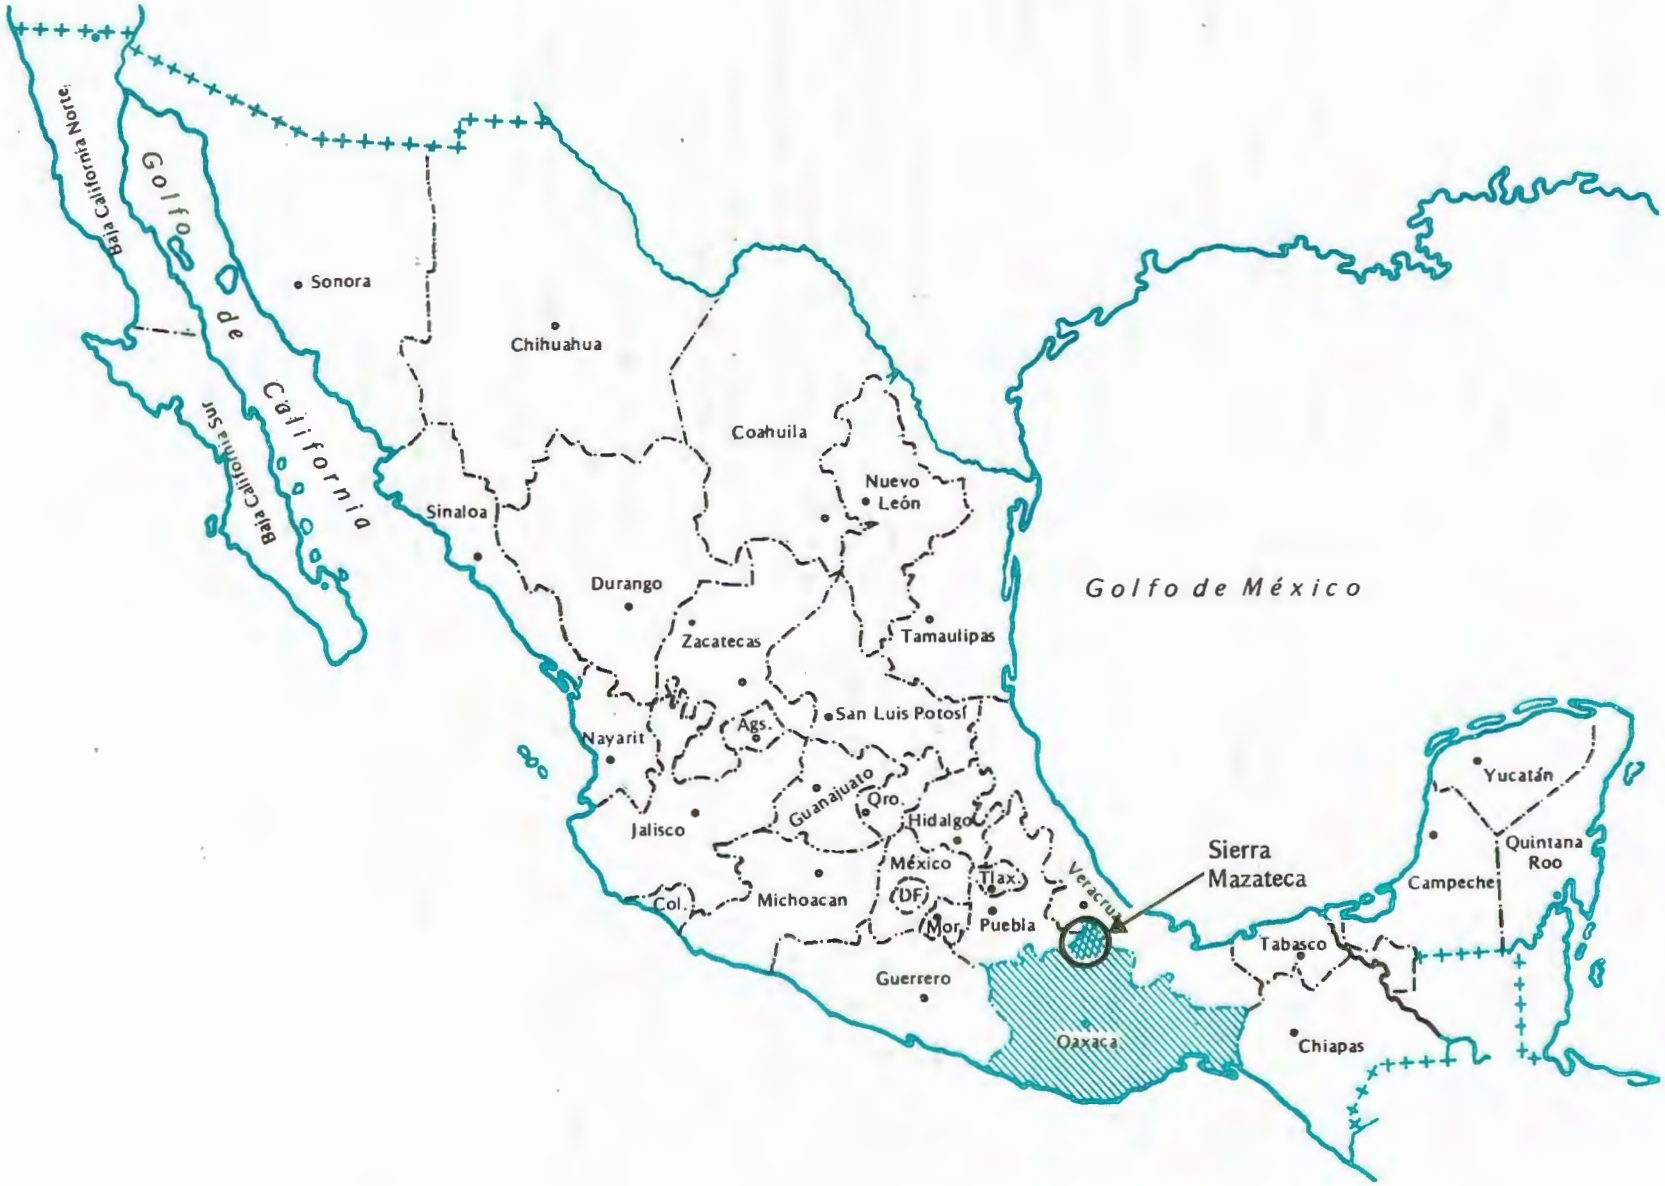 Baja California Norte
Golfo de California
Sonora
Chihuahua
Baja California Sur
Coahuila
Nuevo
León
Sinaloa
Golfo de México
Durango
Zacatecas
Tamaulipas
San Luis Potosí
Ags.
Nayarit
Yucatán
Guanajuato
Qro.
Hidalgo
Jalisco
Quintana
Roo
Sierra
Mazateca
México
Tlax.
Veracruz
Campeche
DF
Michoacan
Col.
Mor.
Puebla
Tabasco
Guerrero
Oaxaca
Chiapas